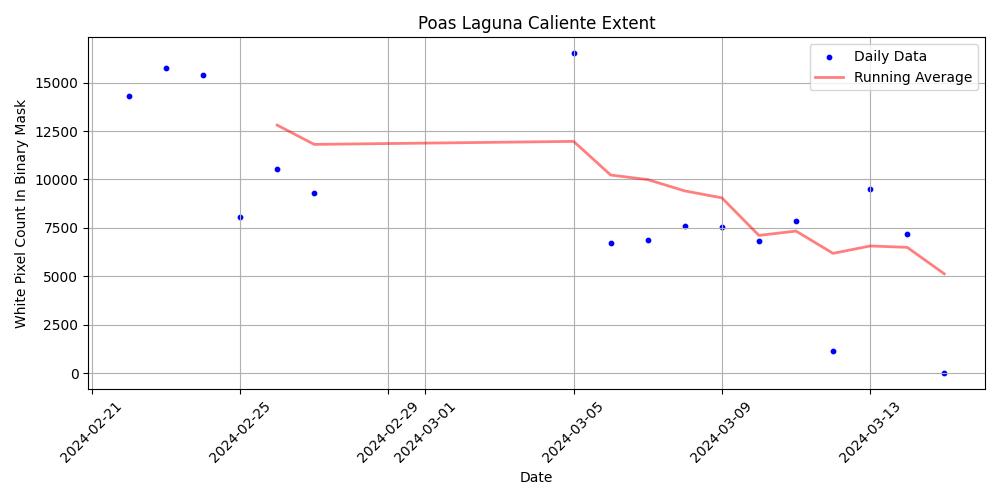 Poas Laguna Caliente Extent
Daily Data
Running Average
White Pixel Count In Binary Mask
15000
12500
10000
7500
5000
2500
0
2024-02-21
2024-02-25
2024-02-29
2024-03-01
2024-03-05
2024-03-09
2024-03-13
Date